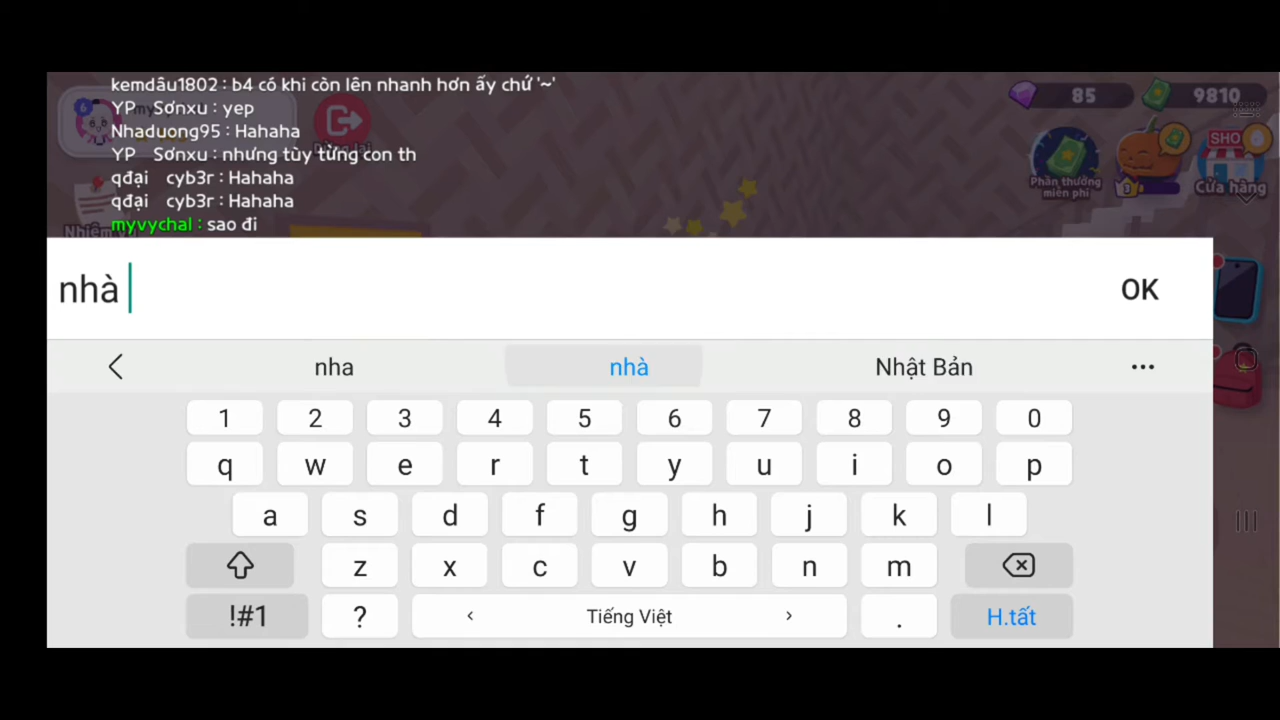 kemdâu1802 : b4 có khi còn lên nhanh hơn ấy chứ '~'
YP Sơnxu : yep
Nhaduong95 : Hahaha
YP Sơnxu : nhưng tùy từng con th
qđại cyb3r : Hahaha
qđại cyb3r : Hahaha
myvychal : sao đi
85
9810
Phần thưởng miễn phí
3
SHO
Cửa hàng
nhà
OK
nha
nhà
Nhật Bản
1 2 3 4 5 6 7 8 9 0
q w e r t y u i o p
a s d f g h j k l
z x c v b n m
!#1 ? < Tiếng Việt > . H.tất